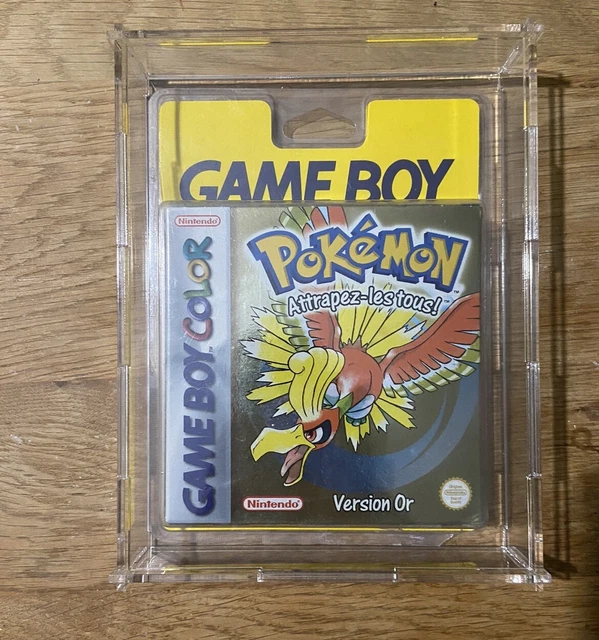 GAME BOY
Nintendo
GAME BOY COLOR
POKéMON
Attrapez-les tous!
Nintendo
Version Or